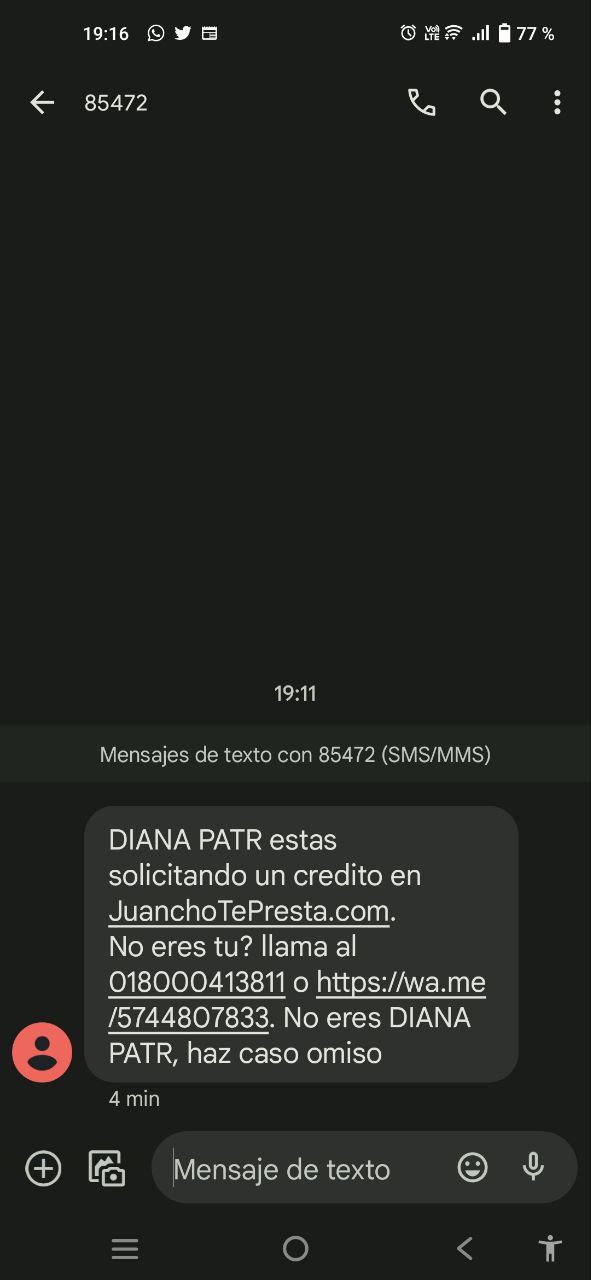 19:16
VoI) LTE
77 %
85472
19:11
Mensajes de texto con 85472 (SMS/MMS)
DIANA PATR estas
solicitando un credito en
JuanchoTePresta.com.
No eres tu? llama al
018000413811 o https://wa.me
/5744807833. No eres DIANA
PATR, haz caso omiso
4 min
Mensaje de texto